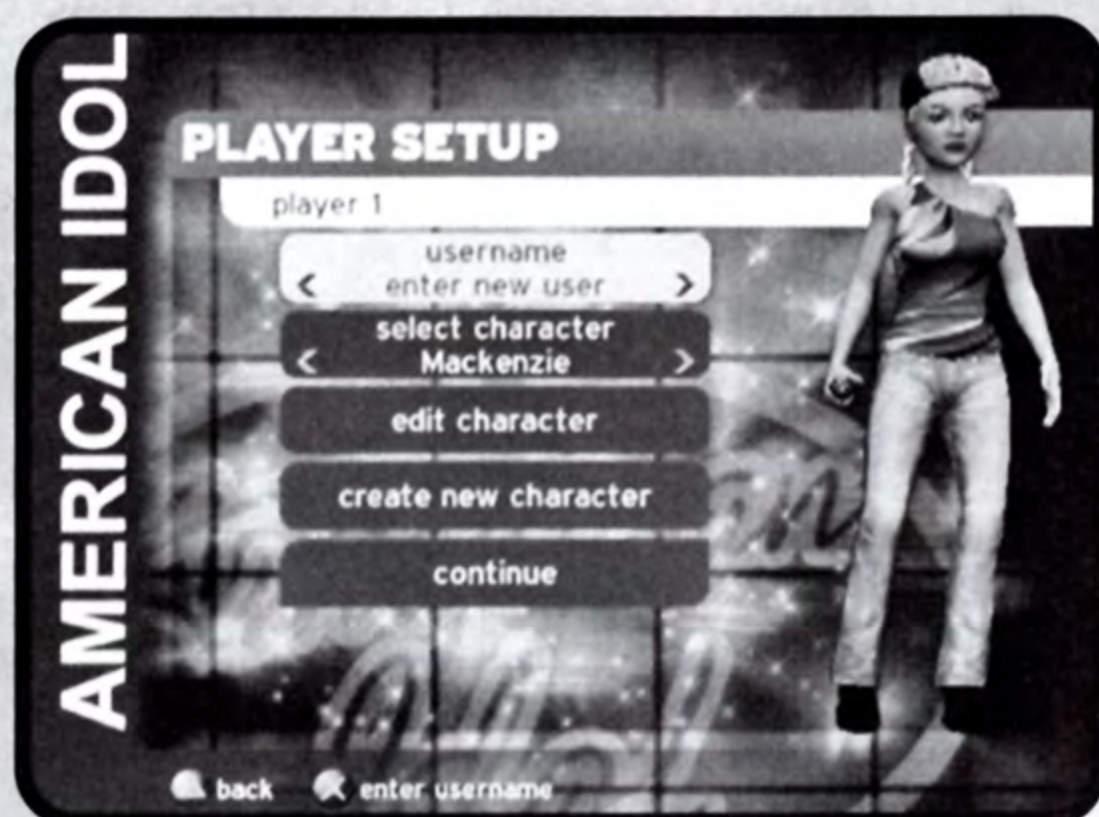 AMERICAN IDOL
PLAYER SETUP
player 1
username
< enter new user >
select character
< Mackenzie >
edit character
create new character
continue
back enter username